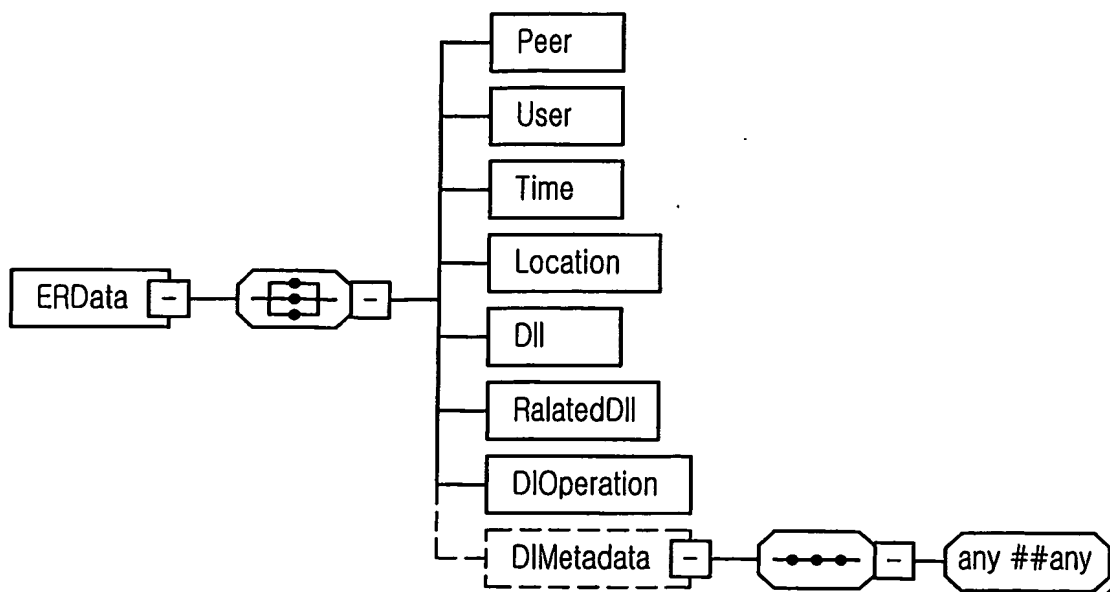 Peer
User
Time
Location
ERData
DII
RalatedDII
DIOperation
DIMetadata
any ##any